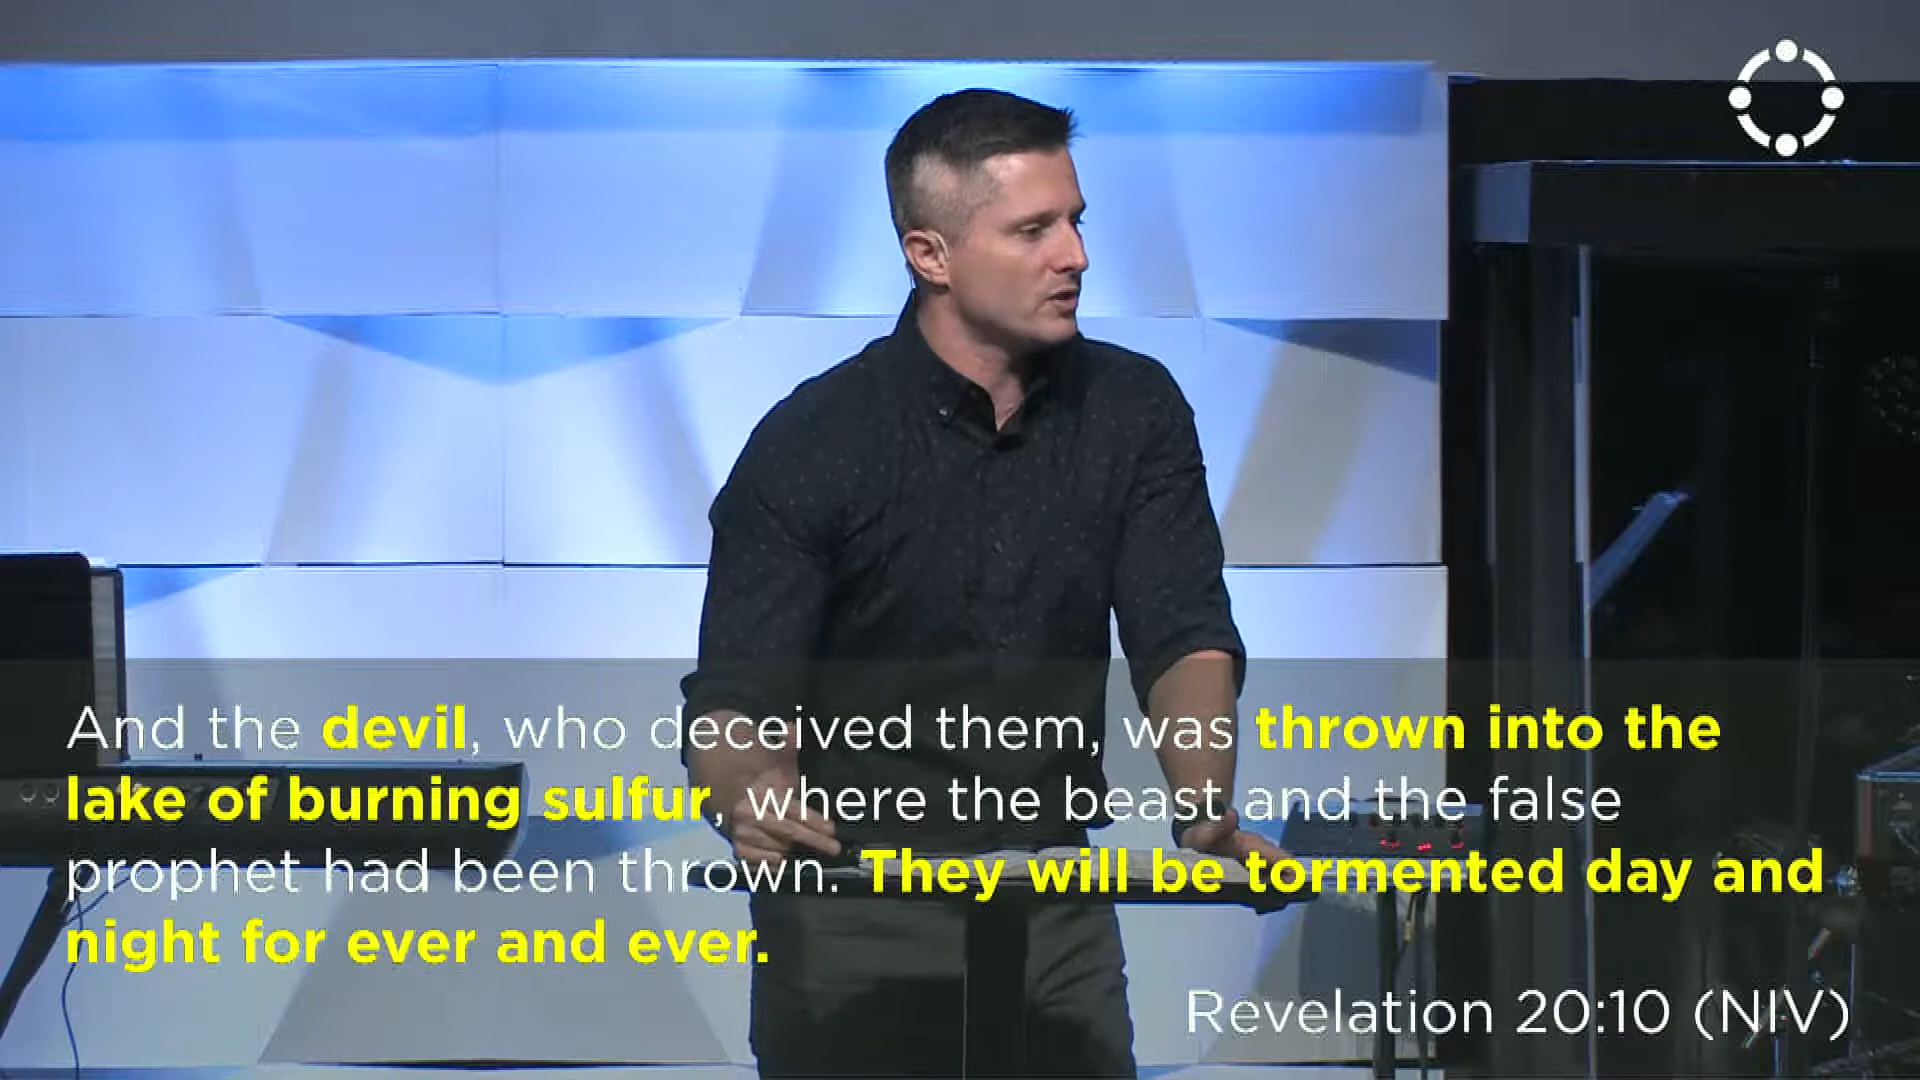 And the devil, who deceived them, was thrown into the
lake of burning sulfur, where the beast and the false
prophet had been thrown. They will be tormented day and
night for ever and ever.
Revelation 20:10 (NIV)